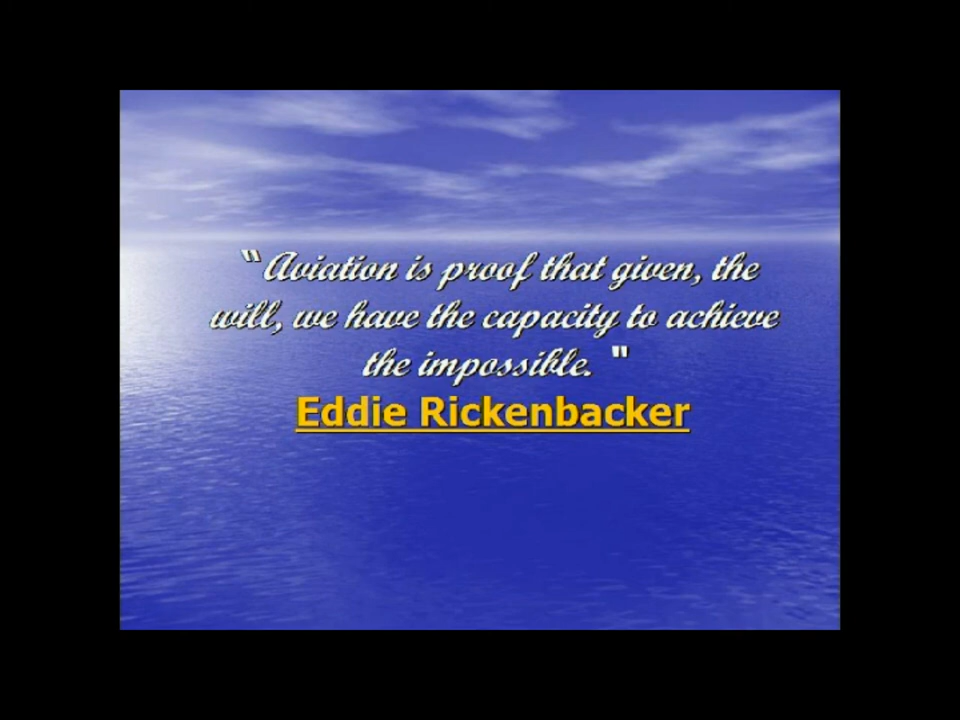 “Aviation is proof that given, the
will, we have the capacity to achieve
the impossible. "
Eddie Rickenbacker